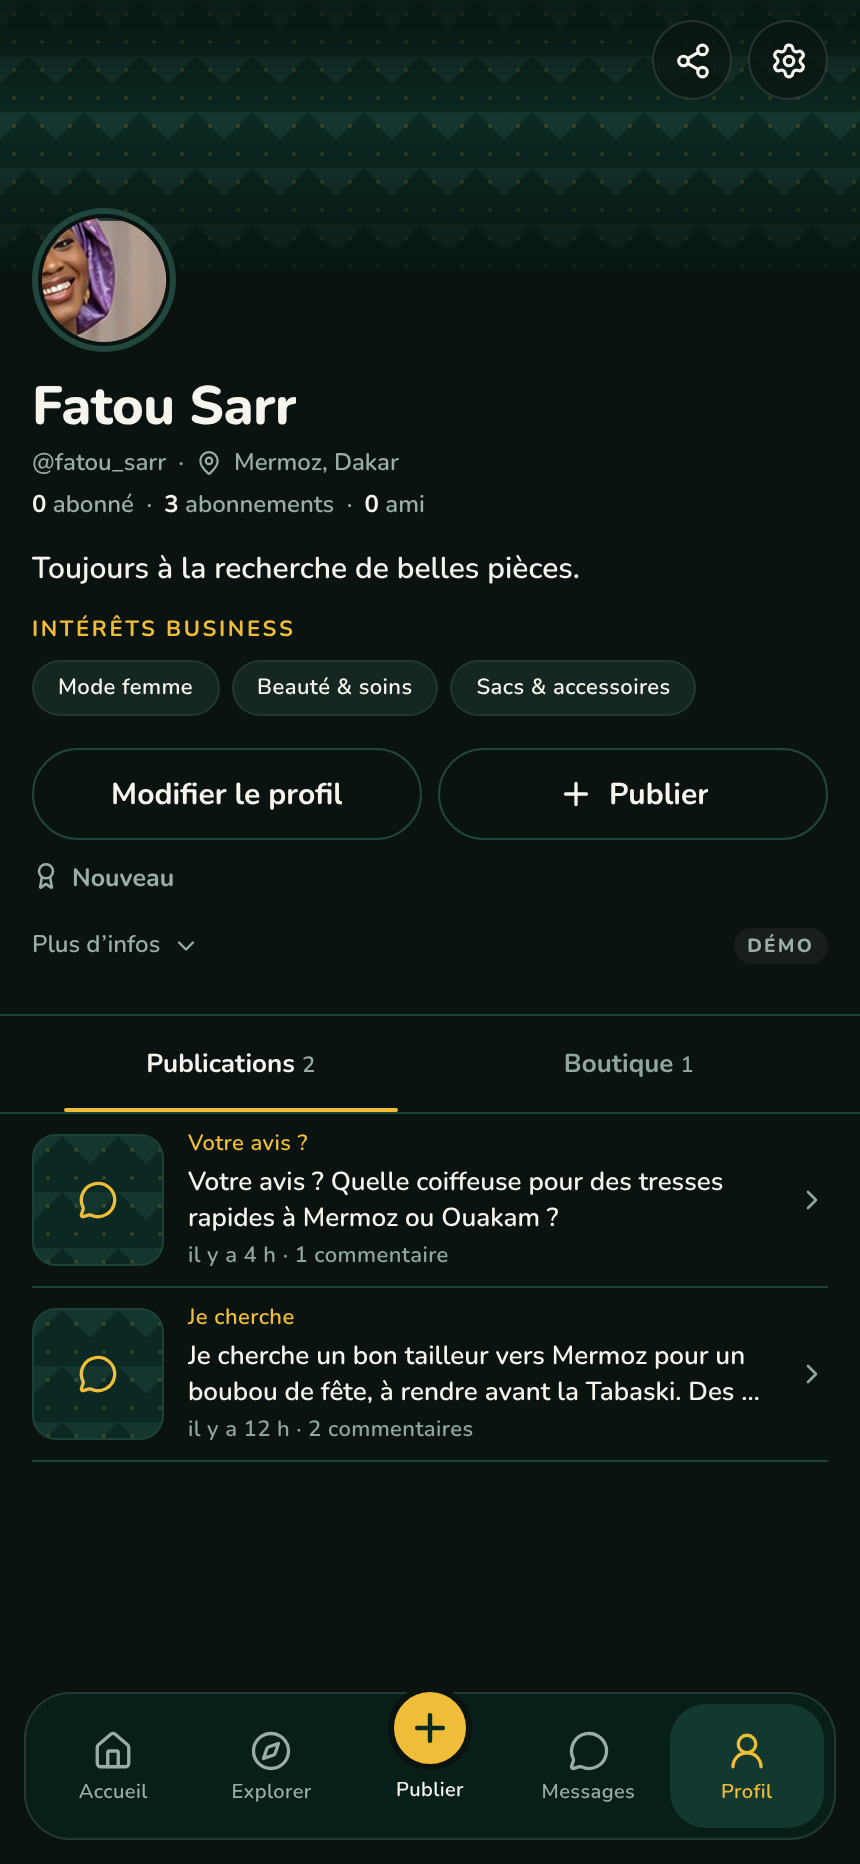 Fatou Sarr
@fatou_sarr · Mermoz, Dakar
0 abonné · 3 abonnements · 0 ami
Toujours à la recherche de belles pièces.
INTÉRÊTS BUSINESS
Mode femme
Beauté & soins
Sacs & accessoires
Modifier le profil
Publier
Nouveau
Plus d’infos
DÉMO
Publications 2
Boutique 1
Votre avis ?
Votre avis ? Quelle coiffeuse pour des tresses
rapides à Mermoz ou Ouakam ?
il y a 4 h · 1 commentaire
Je cherche
Je cherche un bon tailleur vers Mermoz pour un
boubou de fête, à rendre avant la Tabaski. Des ...
il y a 12 h · 2 commentaires
Accueil
Explorer
Publier
Messages
Profil